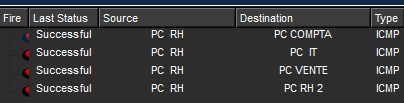 Fire Last Status Source Destination Type
Successful PC RH PC COMPTA ICMP
Successful PC RH PC IT ICMP
Successful PC RH PC VENTE ICMP
Successful PC RH PC RH 2 ICMP